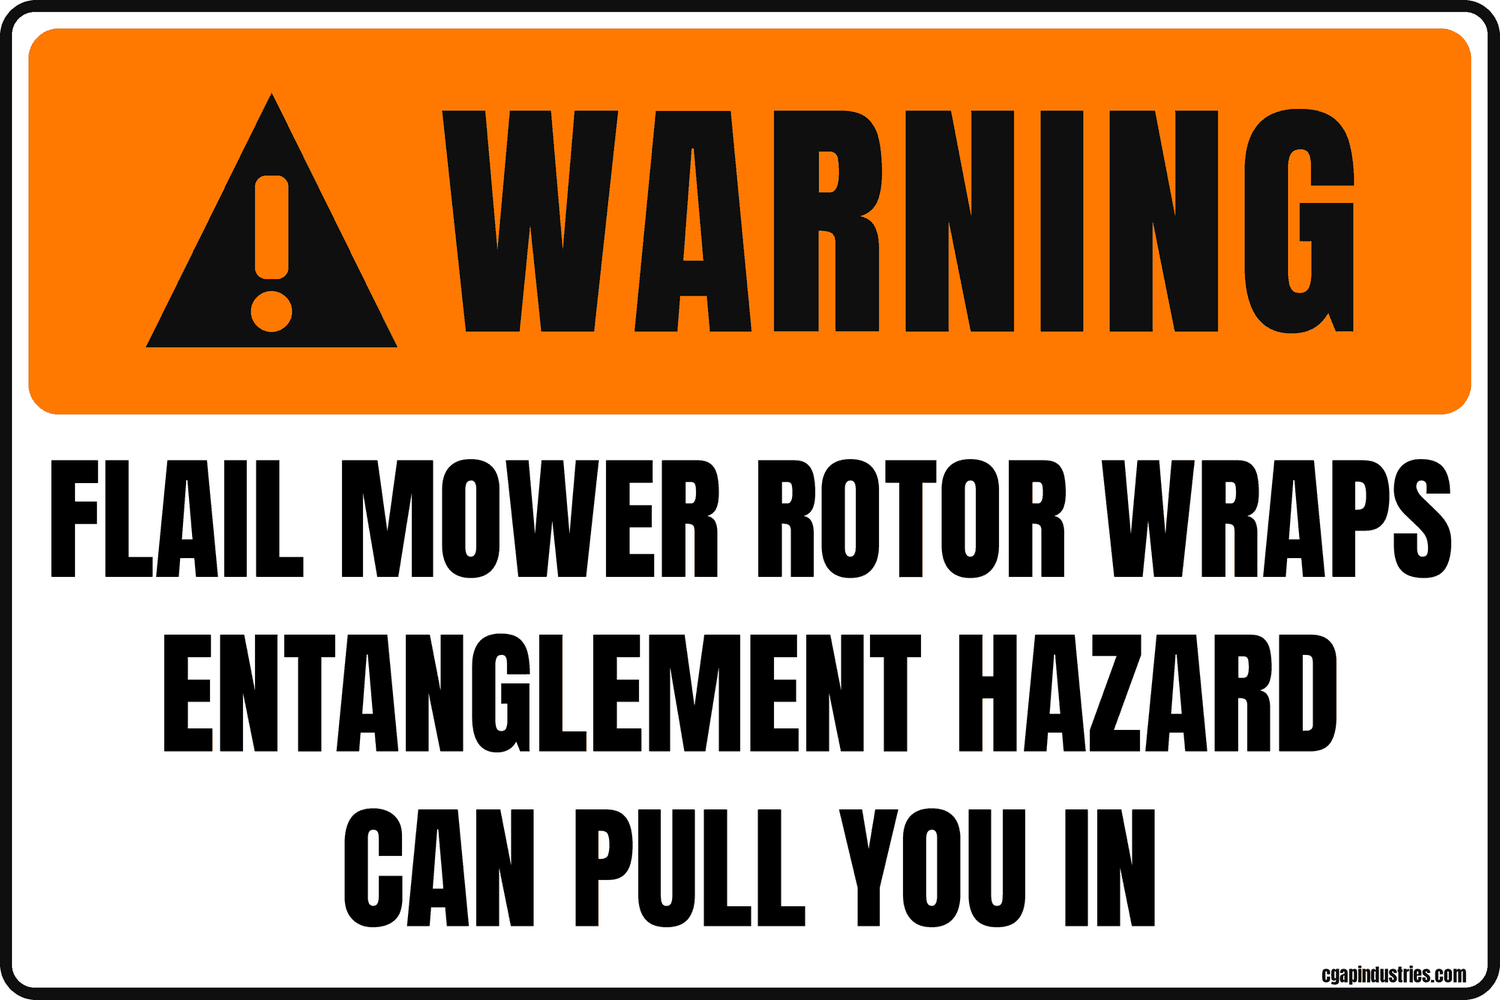 WARNING
FLAIL MOWER ROTOR WRAPS
ENTANGLEMENT HAZARD
CAN PULL YOU IN
cgapindustries.com